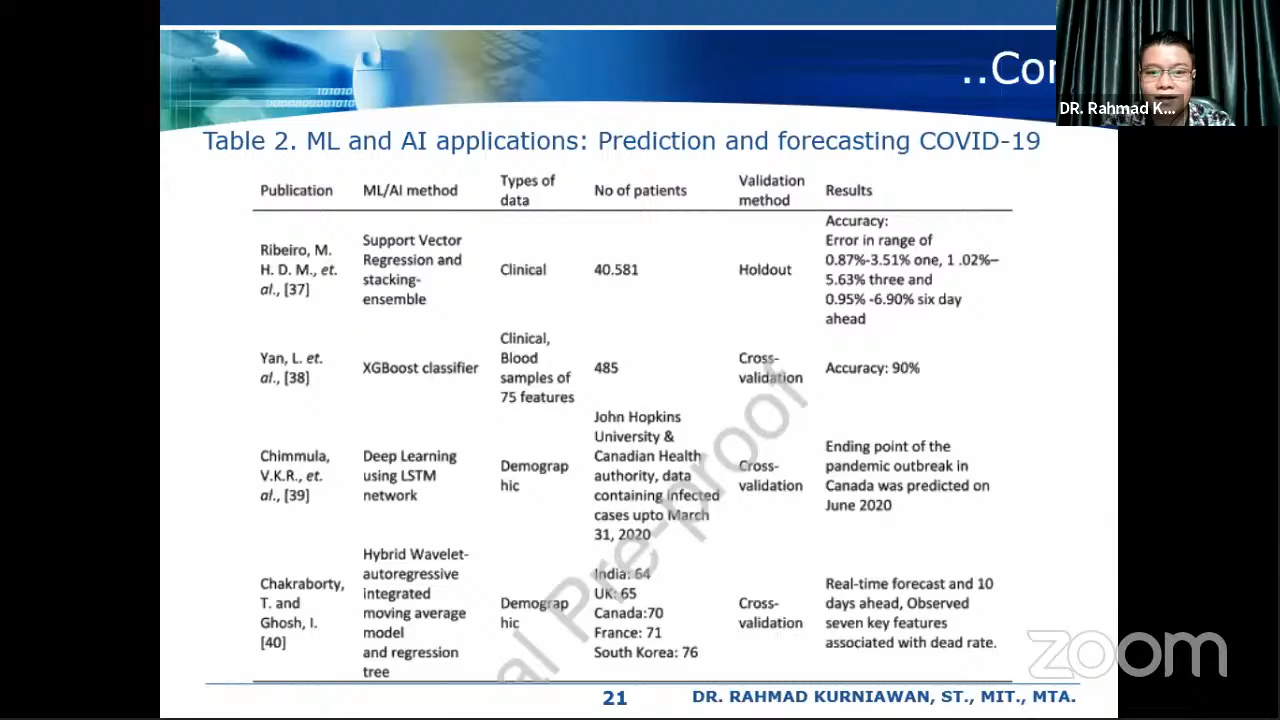 ..Con
DR. Rahmad K...
Table 2. ML and AI applications: Prediction and forecasting COVID-19
Publication
ML/AI method
Types of
data
No of patients
Validation
method
Results
Ribeiro, M.
H. D. M., et.
al., [37]
Support Vector
Regression and
stacking-
ensemble
Clinical
40.581
Holdout
Accuracy:
Error in range of
0.87%-3.51% one, 1 .02%–
5.63% three and
0.95% -6.90% six day
ahead
Yan, L. et.
al., [38]
XGBoost classifier
Clinical,
Blood
samples of
75 features
485
Cross-
validation
Accuracy: 90%
Chimmula,
V.K.R., et.
al., [39]
Deep Learning
using LSTM
network
Demograp
hic
John Hopkins
University &
Canadian Health
authority, data
containing infected
cases upto March
31, 2020
Cross-
validation
Ending point of the
pandemic outbreak in
Canada was predicted on
June 2020
Chakraborty,
T. and
Ghosh, I.
[40]
Hybrid Wavelet-
autoregressive
integrated
moving average
model
and regression
tree
Demograp
hic
India: 64
UK: 65
Canada:70
France: 71
South Korea: 76
Cross-
validation
Real-time forecast and 10
days ahead, Observed
seven key features
associated with dead rate.
al Pre-proof
zoom
21
DR. RAHMAD KURNIAWAN, ST., MIT., MTA.